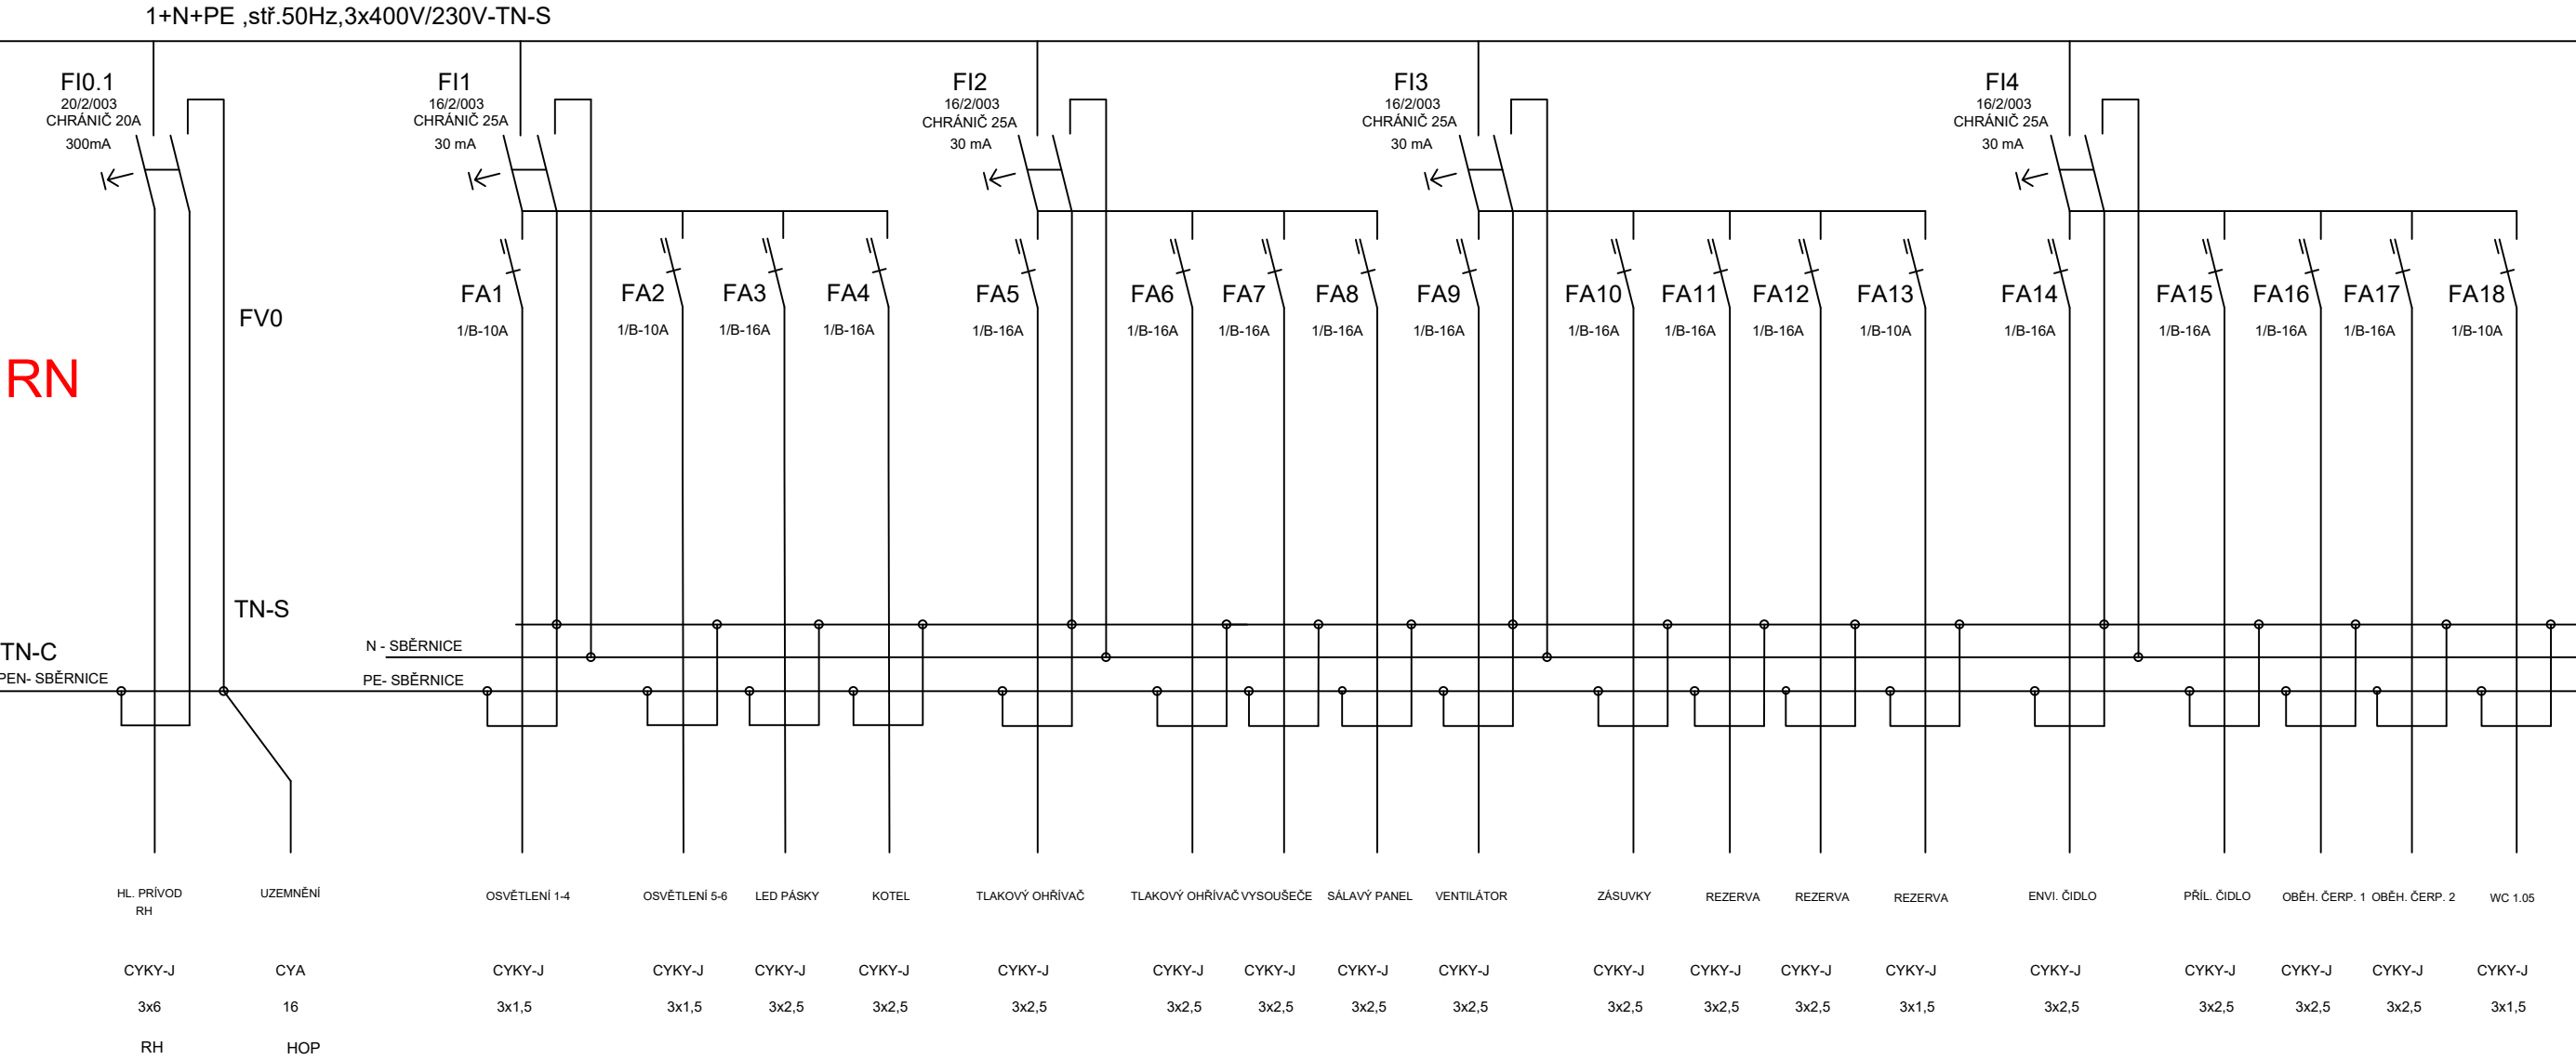 1+N+PE ,stř.50Hz,3x400V/230V-TN-S
FI0.1
20/2/003
CHRÁNIČ 20A
300mA
FI1
16/2/003
CHRÁNIČ 25A
30 mA
FI2
16/2/003
CHRÁNIČ 25A
30 mA
FI3
16/2/003
CHRÁNIČ 25A
30 mA
FI4
16/2/003
CHRÁNIČ 25A
30 mA
FV0
RN
FA1 FA2 FA3 FA4 FA5 FA6 FA7 FA8 FA9 FA10 FA11 FA12 FA13 FA14 FA15 FA16 FA17 FA18
1/B-10A 1/B-10A 1/B-16A 1/B-16A 1/B-16A 1/B-16A 1/B-16A 1/B-16A 1/B-16A 1/B-16A 1/B-16A 1/B-16A 1/B-10A 1/B-16A 1/B-16A 1/B-16A 1/B-16A 1/B-10A
TN-S
TN-C
PEN- SBĚRNICE
N - SBĚRNICE
PE- SBĚRNICE
HL. PRÍVOD
RH
UZEMNĚNÍ OSVĚTLENÍ 1-4 OSVĚTLENÍ 5-6 LED PÁSKY KOTEL TLAKOVÝ OHŘÍVAČ TLAKOVÝ OHŘÍVAČ VYSOUŠEČE SÁLAVÝ PANEL VENTILÁTOR ZÁSUVKY REZERVA REZERVA REZERVA ENVI. ČIDLO PŘÍL. ČIDLO OBĚH. ČERP. 1 OBĚH. ČERP. 2 WC 1.05
CYKY-J CYA CYKY-J CYKY-J CYKY-J CYKY-J CYKY-J CYKY-J CYKY-J CYKY-J CYKY-J CYKY-J CYKY-J CYKY-J CYKY-J CYKY-J CYKY-J CYKY-J CYKY-J CYKY-J
3x6 16 3x1,5 3x1,5 3x2,5 3x2,5 3x2,5 3x2,5 3x2,5 3x2,5 3x2,5 3x2,5 3x2,5 3x2,5 3x1,5 3x2,5 3x2,5 3x2,5 3x2,5 3x1,5
RH HOP